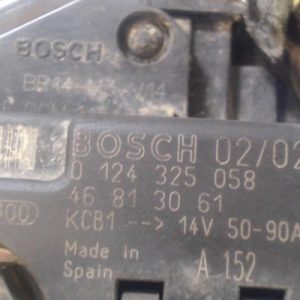 BOSCH
BOSCH 02/02
0 124 325 058
46 81 30 61
KCB1 --> 14V 50-90A
Made in
Spain
A 152